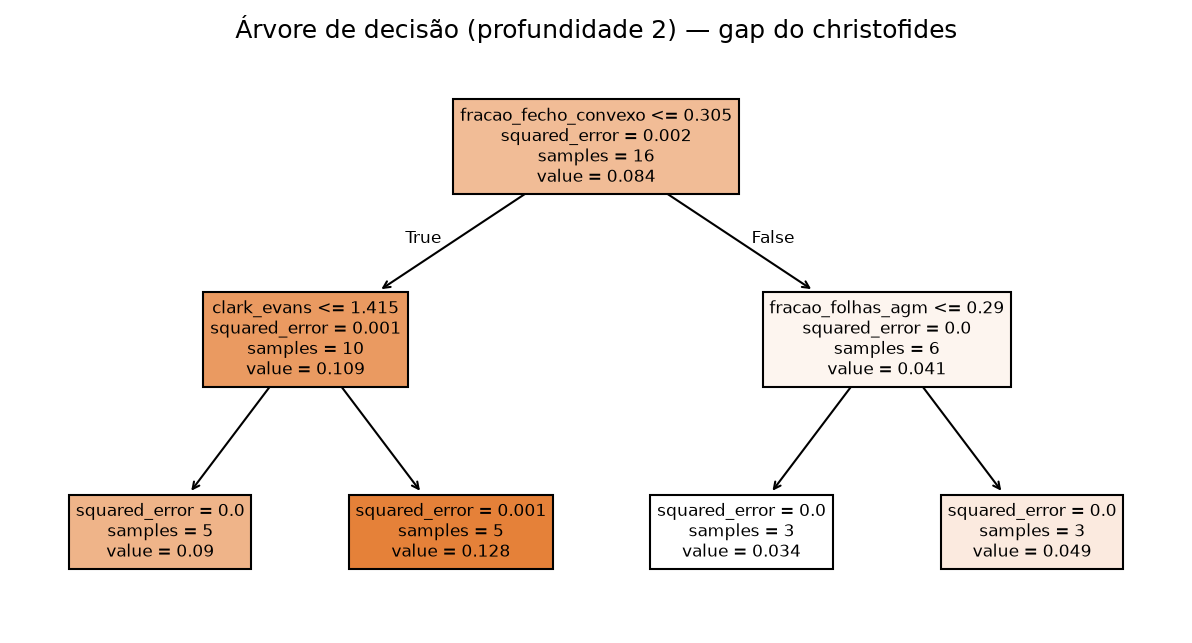 Árvore de decisão (profundidade 2) — gap do christofides
fracao_fecho_convexo <= 0.305
squared_error = 0.002
samples = 16
value = 0.084
True
False
clark_evans <= 1.415
squared_error = 0.001
samples = 10
value = 0.109
fracao_folhas_agm <= 0.29
squared_error = 0.0
samples = 6
value = 0.041
squared_error = 0.0
samples = 5
value = 0.09
squared_error = 0.001
samples = 5
value = 0.128
squared_error = 0.0
samples = 3
value = 0.034
squared_error = 0.0
samples = 3
value = 0.049